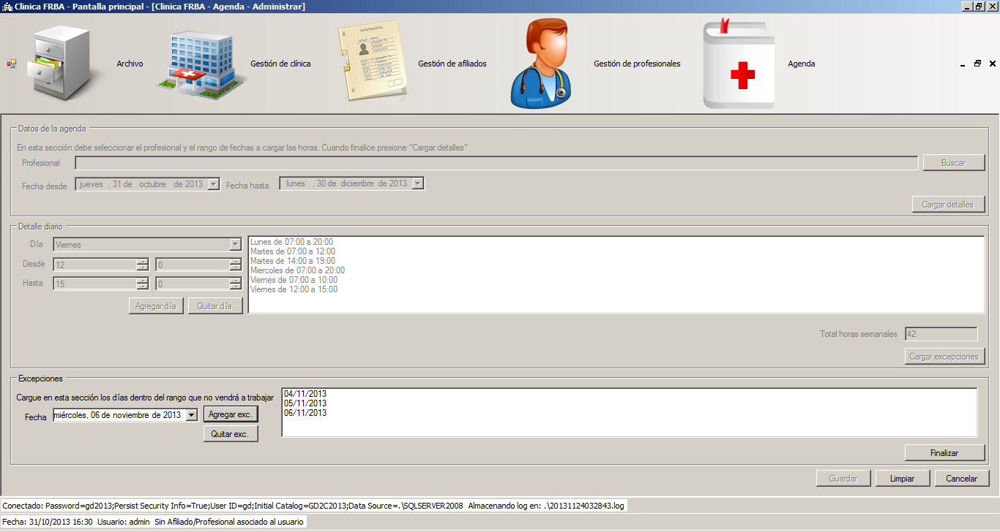 Clinica FRBA - Pantalla principal - [Clinica FRBA - Agenda - Administrar]
Archivo
Gestión de clínica
Gestión de afiliados
Gestión de profesionales
Agenda
Datos de la agenda
En esta sección debe seleccionar el profesional y el rango de fechas a cargar las horas. Cuando finalice presione "Cargar detalles"
Profesional
Buscar
Fecha desde jueves , 31 de octubre de 2013 Fecha hasta lunes , 30 de diciembre de 2013
Cargar detalles
Detalle diario
Día Viernes
Desde 12 0
Hasta 15 0
Agregar día Quitar día
Lunes de 07:00 a 20:00
Martes de 07:00 a 12:00
Martes de 14:00 a 19:00
Miercoles de 07:00 a 20:00
Viernes de 07:00 a 10:00
Viernes de 12:00 a 15:00
Total horas semanales 42
Cargar excepciones
Excepciones
Cargue en esta sección los días dentro del rango que no vendrá a trabajar
Fecha miércoles, 06 de noviembre de 2013 Agregar exc.
Quitar exc.
04/11/2013
05/11/2013
06/11/2013
Finalizar
Guardar Limpiar Cancelar
Conectado: Password=gd2013;Persist Security Info=True;User ID=gd;Initial Catalog=GD2C2013;Data Source=.\SQLSERVER2008 Almacenando log en: .\20131124032843.log
Fecha: 31/10/2013 16:30 Usuario: admin Sin Afiliado/Profesional asociado al usuario